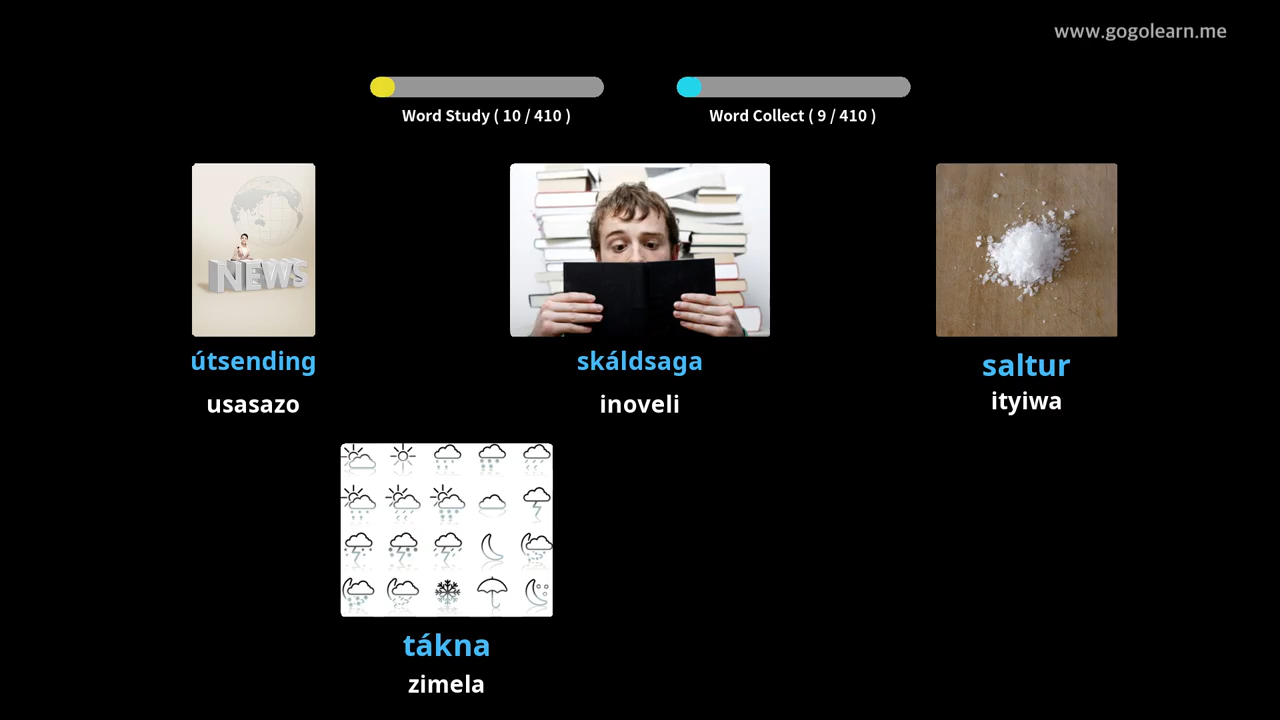 www.gogolearn.me
Word Study ( 10 / 410 )
Word Collect ( 9 / 410 )
NEWS
útsending
skáldsaga
saltur
usasazo
inoveli
ityiwa
tákna
zimela